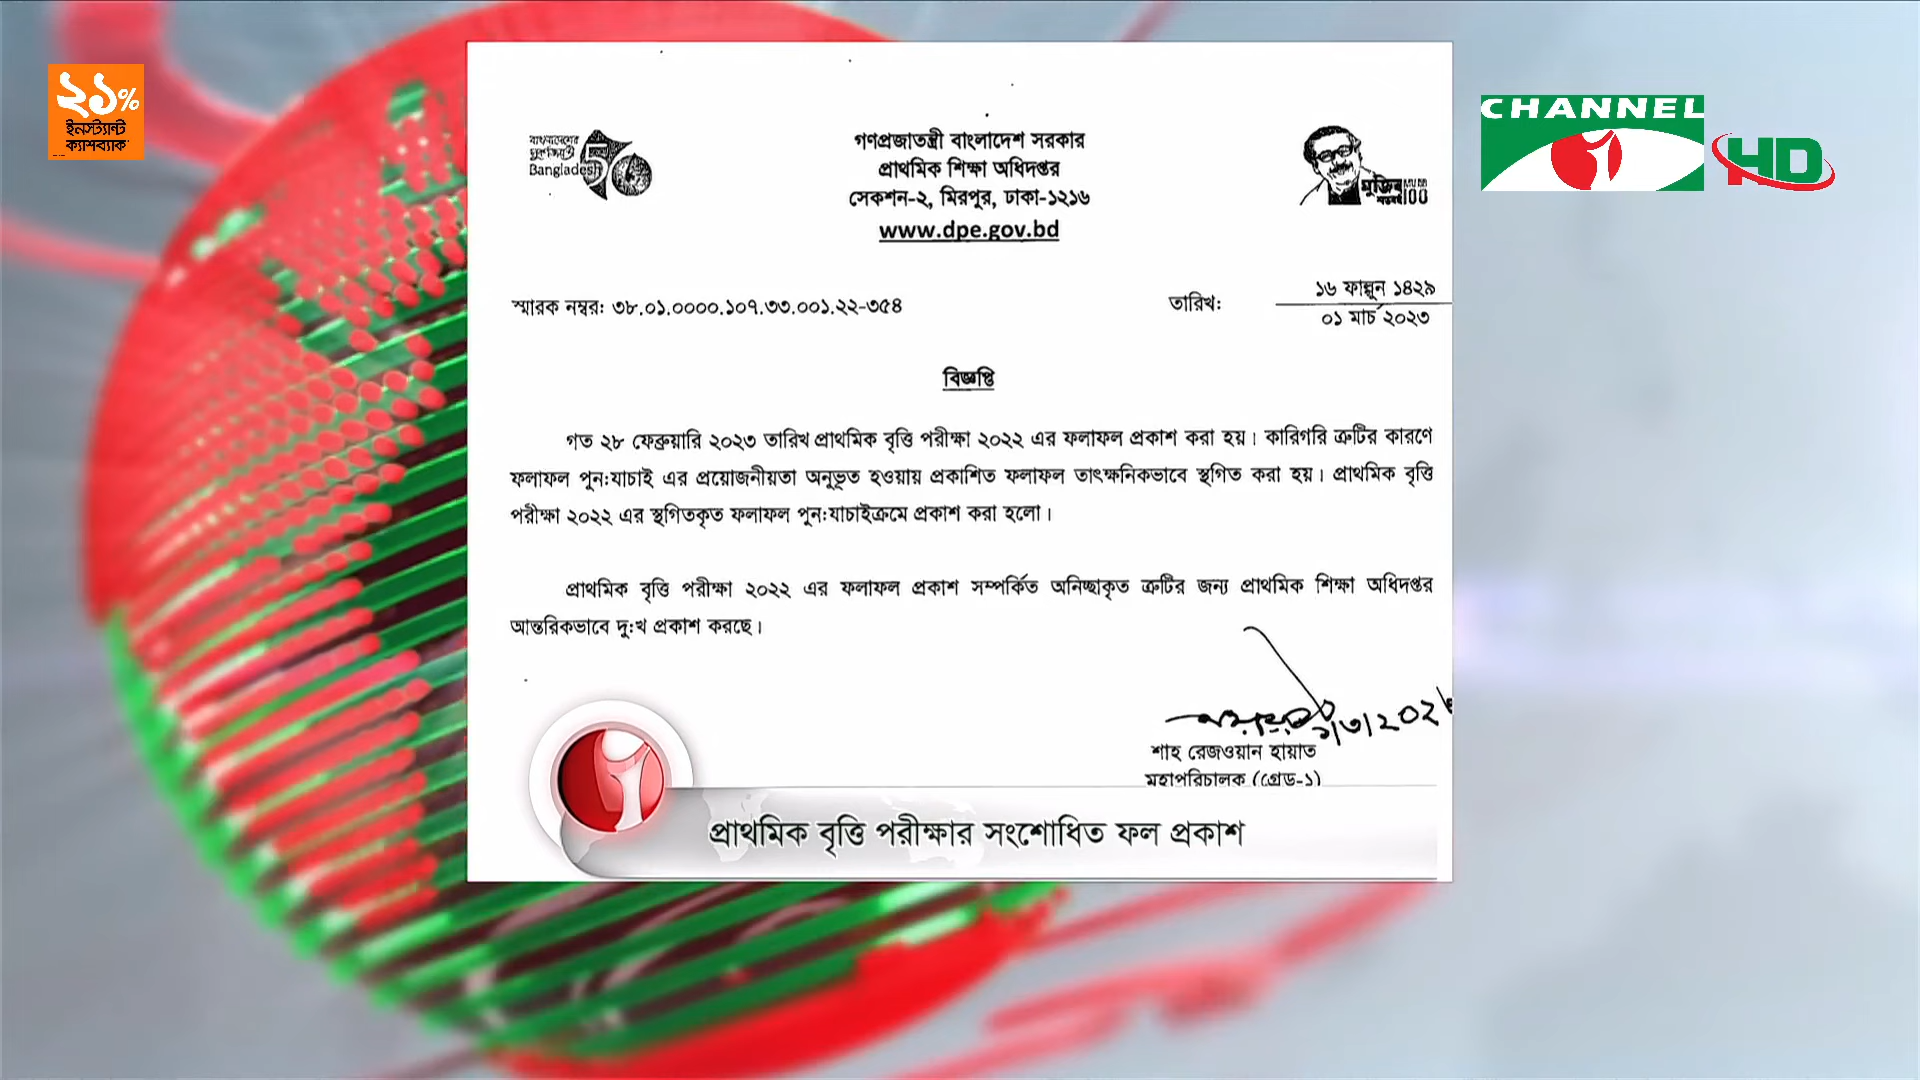 ২১%
ইনস্ট্যান্ট
ক্যাশব্যাক
CHANNEL
HD
বাংলাদেশের
Bangladesh 50
গণপ্রজাতন্ত্রী বাংলাদেশ সরকার
প্রাথমিক শিক্ষা অধিদপ্তর
সেকশন-২, মিরপুর, ঢাকা-১২১৬
www.dpe.gov.bd
মুজিব
100
স্মারক নম্বর: ৩৮.০১.০০০০.১০৭.৩৩.০০১.২২-৩৫৪
তারিখ:
১৬ ফাল্গুন ১৪২৯
০১ মার্চ ২০২৩
বিজ্ঞপ্তি
গত ২৮ ফেব্রুয়ারি ২০২৩ তারিখ প্রাথমিক বৃত্তি পরীক্ষা ২০২২ এর ফলাফল প্রকাশ করা হয়। কারিগরি ত্রুটির কারণে
ফলাফল পুন:যাচাই এর প্রয়োজনীয়তা অনুভূত হওয়ায় প্রকাশিত ফলাফল তাৎক্ষনিকভাবে স্থগিত করা হয়। প্রাথমিক বৃত্তি
পরীক্ষা ২০২২ এর স্থগিতকৃত ফলাফল পুন:যাচাইক্রমে প্রকাশ করা হলো।
প্রাথমিক বৃত্তি পরীক্ষা ২০২২ এর ফলাফল প্রকাশ সম্পর্কিত অনিচ্ছাকৃত ত্রুটির জন্য প্রাথমিক শিক্ষা অধিদপ্তর
আন্তরিকভাবে দু:খ প্রকাশ করছে।
শাহ রেজওয়ান হায়াত
মহাপরিচালক (গ্রেড-১)
প্রাথমিক বৃত্তি পরীক্ষার সংশোধিত ফল প্রকাশ